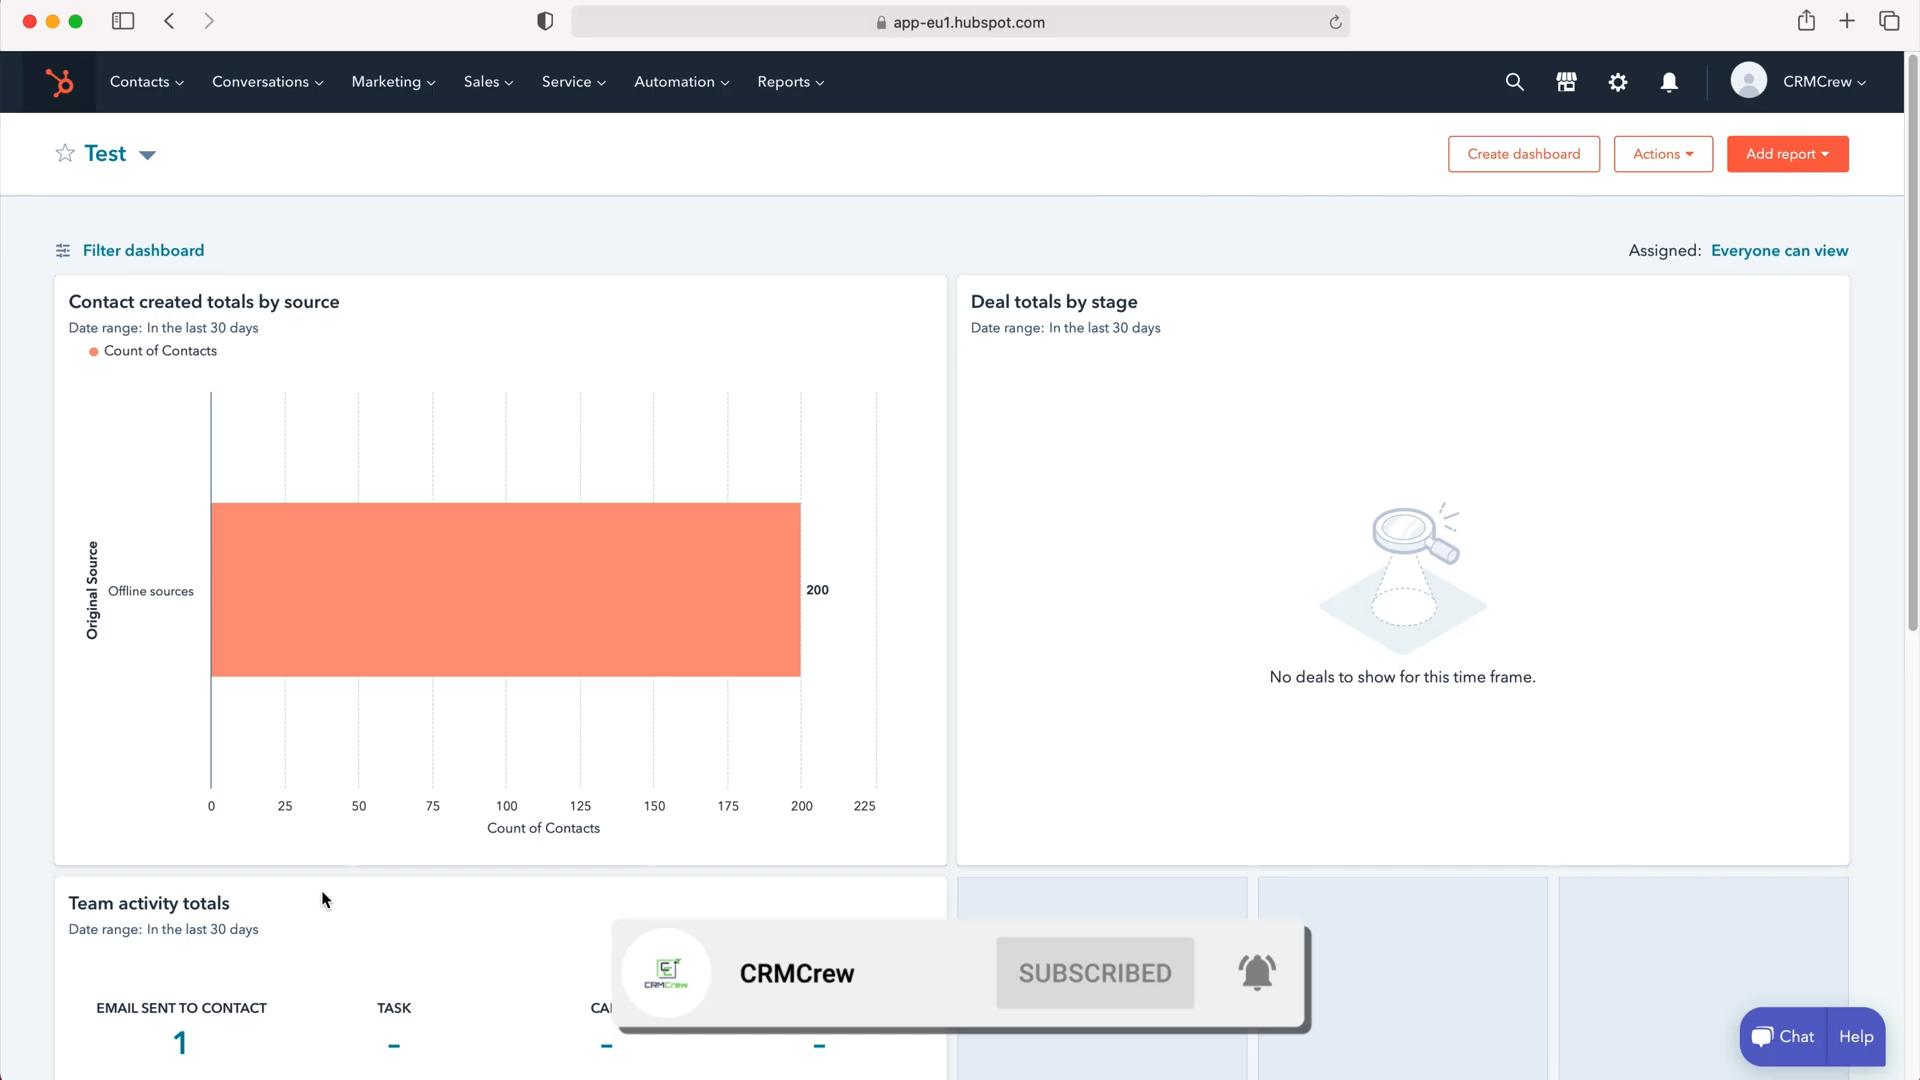 app-eu1.hubspot.com
Contacts Conversations Marketing Sales Service Automation Reports CRMCrew
Test
Create dashboard Actions Add report
Filter dashboard
Assigned: Everyone can view
Contact created totals by source
Date range: In the last 30 days
Count of Contacts
Original Source
Offline sources
200
0 25 50 75 100 125 150 175 200 225
Count of Contacts
Deal totals by stage
Date range: In the last 30 days
No deals to show for this time frame.
Team activity totals
Date range: In the last 30 days
EMAIL SENT TO CONTACT TASK
1 - - -
CRMCrew
CRMCrew SUBSCRIBED
Chat Help